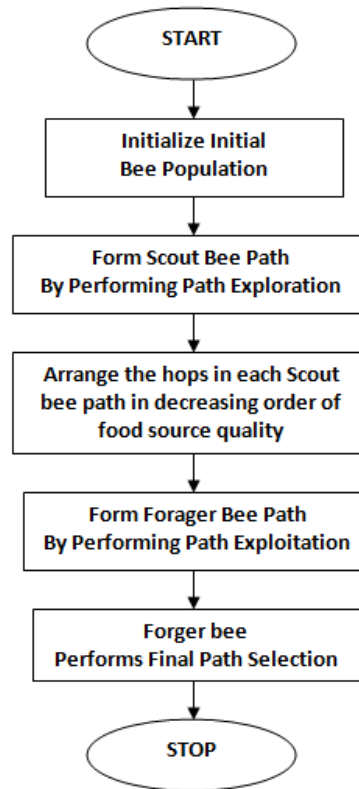 START
Initialize Initial
Bee Population
Form Scout Bee Path
By Performing Path Exploration
Arrange the hops in each Scout
bee path in decreasing order of
food source quality
Form Forager Bee Path
By Performing Path Exploitation
Forger bee
Performs Final Path Selection
STOP